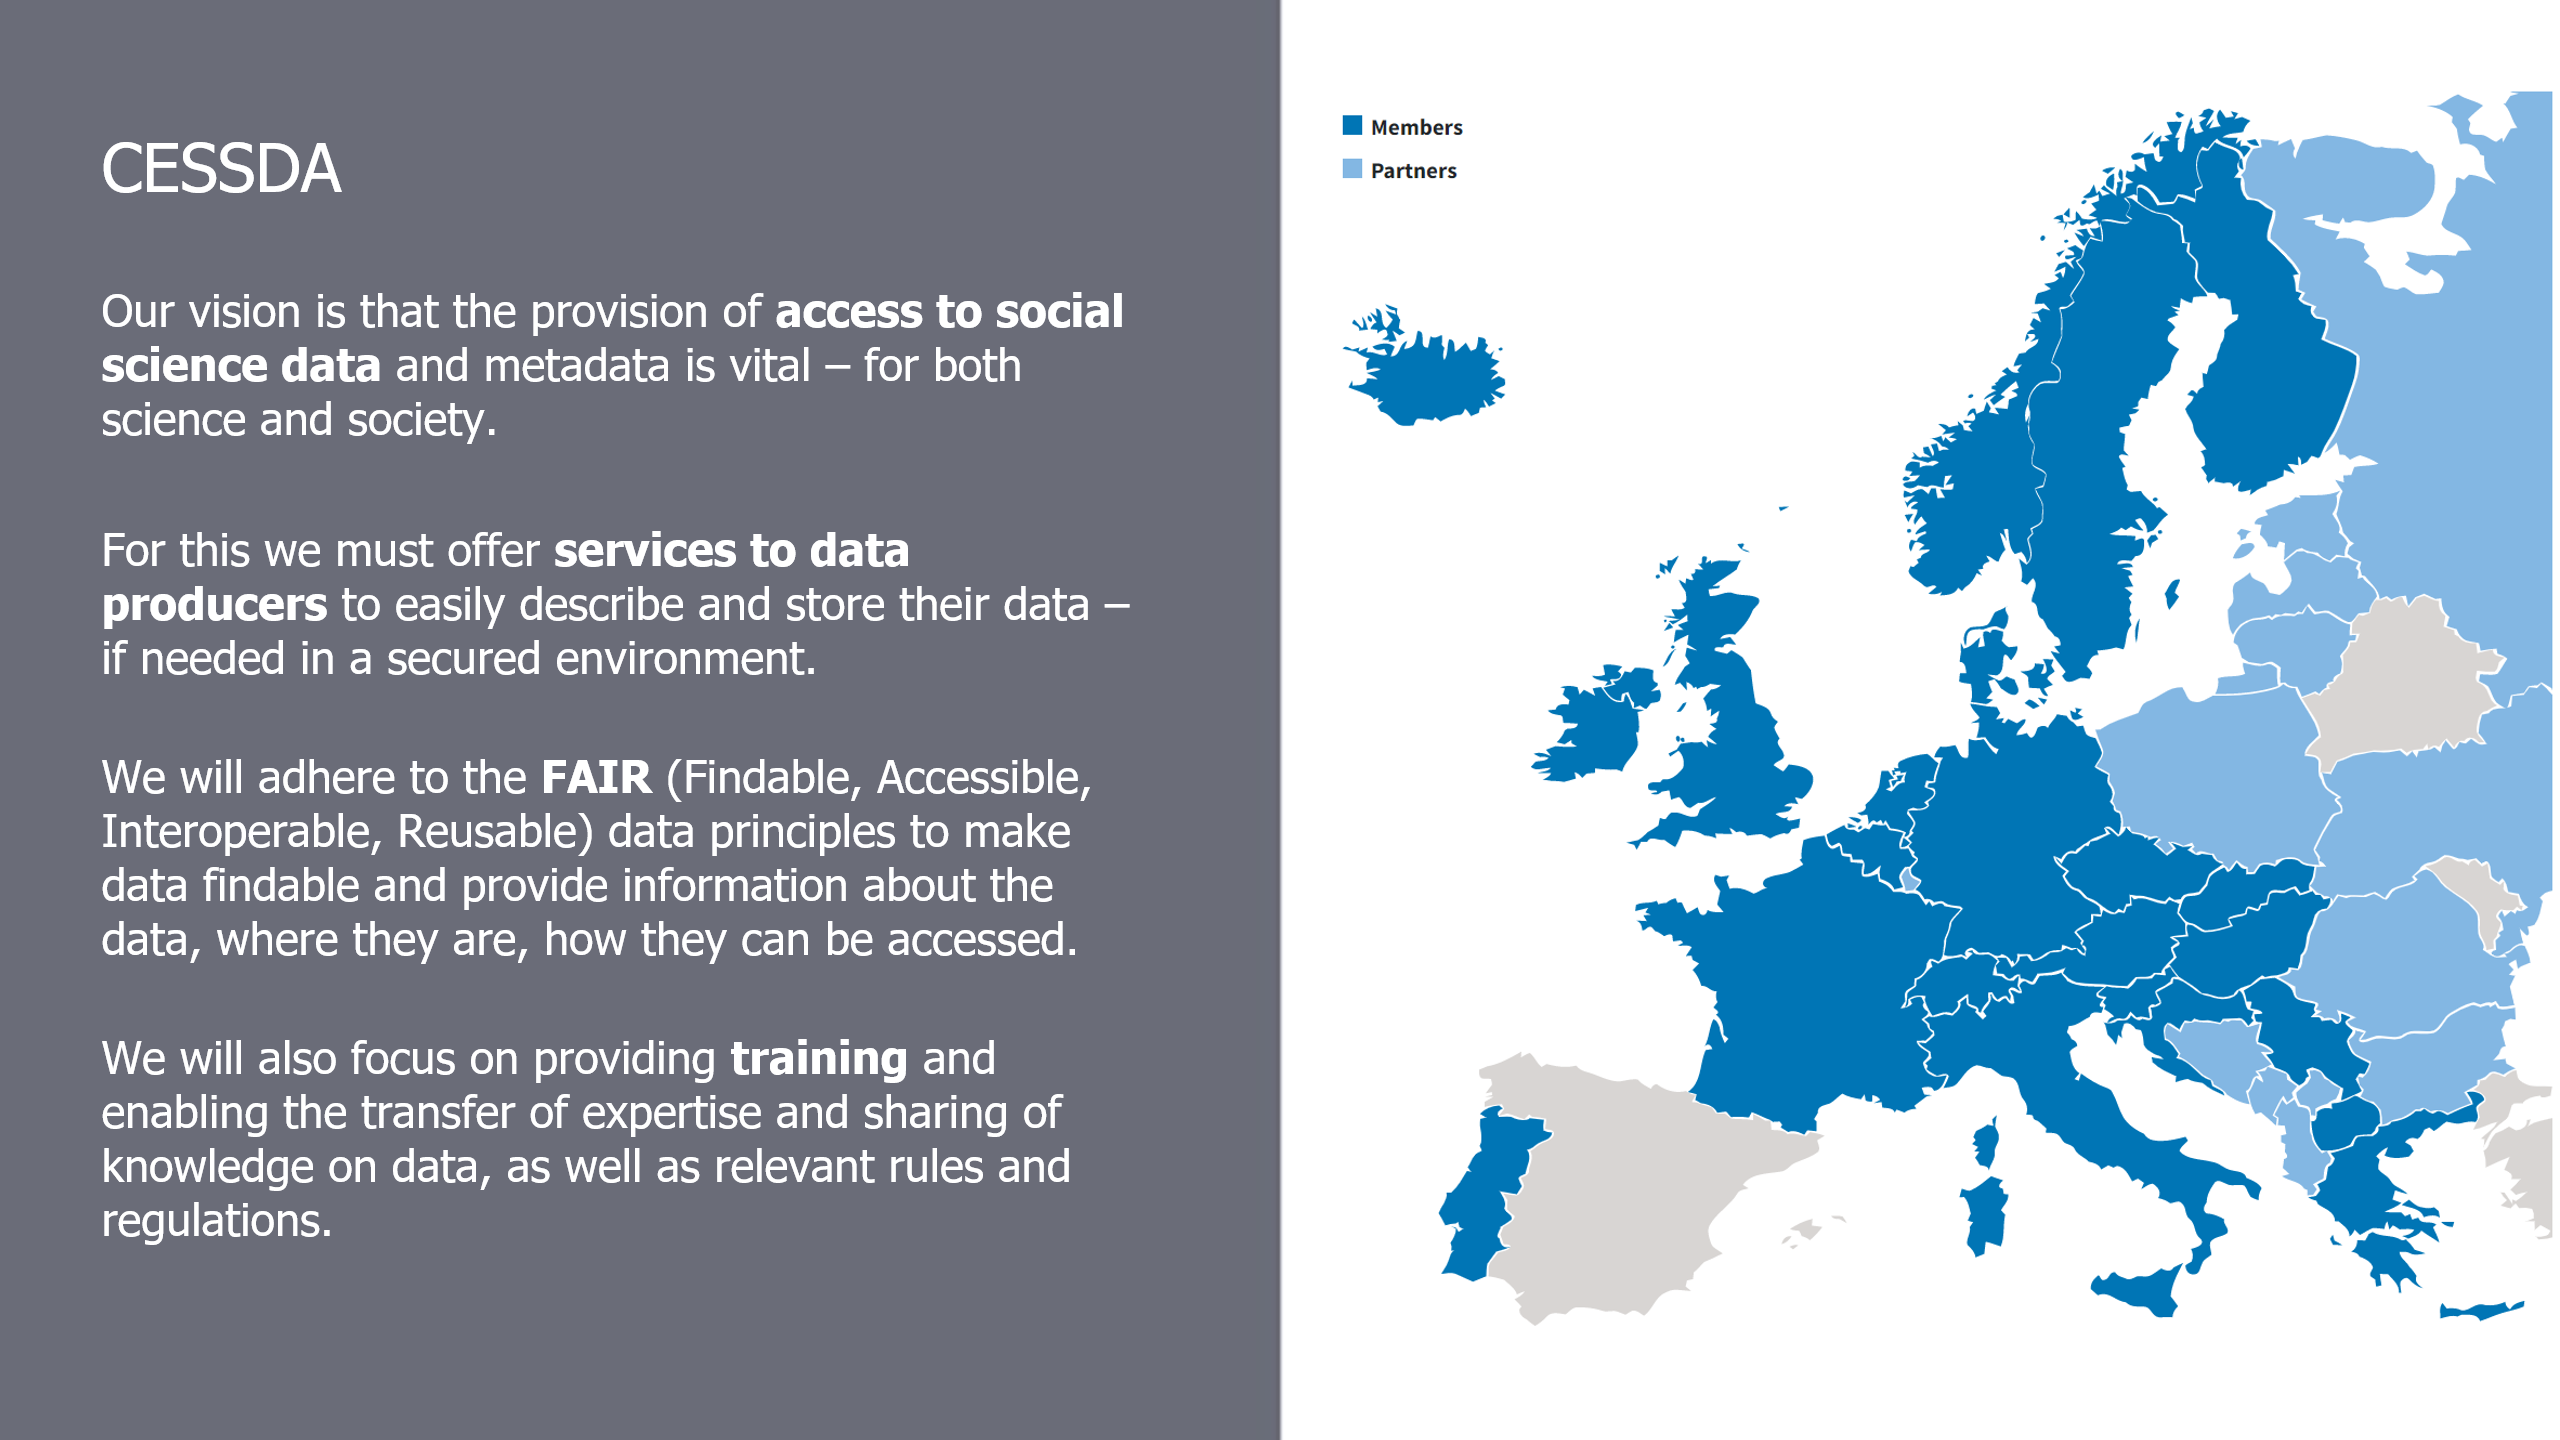 CESSDA
Our vision is that the provision of access to social
science data and metadata is vital – for both
science and society.
For this we must offer services to data
producers to easily describe and store their data –
if needed in a secured environment.
We will adhere to the FAIR (Findable, Accessible,
Interoperable, Reusable) data principles to make
data findable and provide information about the
data, where they are, how they can be accessed.
We will also focus on providing training and
enabling the transfer of expertise and sharing of
knowledge on data, as well as relevant rules and
regulations.
Members
Partners